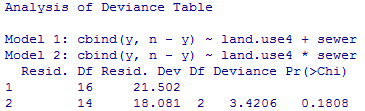 Analysis of Deviance Table
Model 1: cbind(y, n - y) ~ land.use4 + sewer
Model 2: cbind(y, n - y) ~ land.use4 * sewer
Resid. Df Resid. Dev Df Deviance Pr(>Chi)
1 16 21.502
2 14 18.081 2 3.4206 0.1808